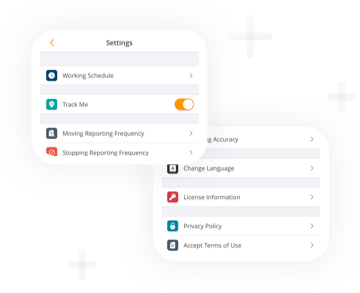 Settings
Working Schedule
Track Me
Moving Reporting Frequency
Stopping Reporting Frequency
Accuracy
Change Language
License Information
Privacy Policy
Accept Terms of Use